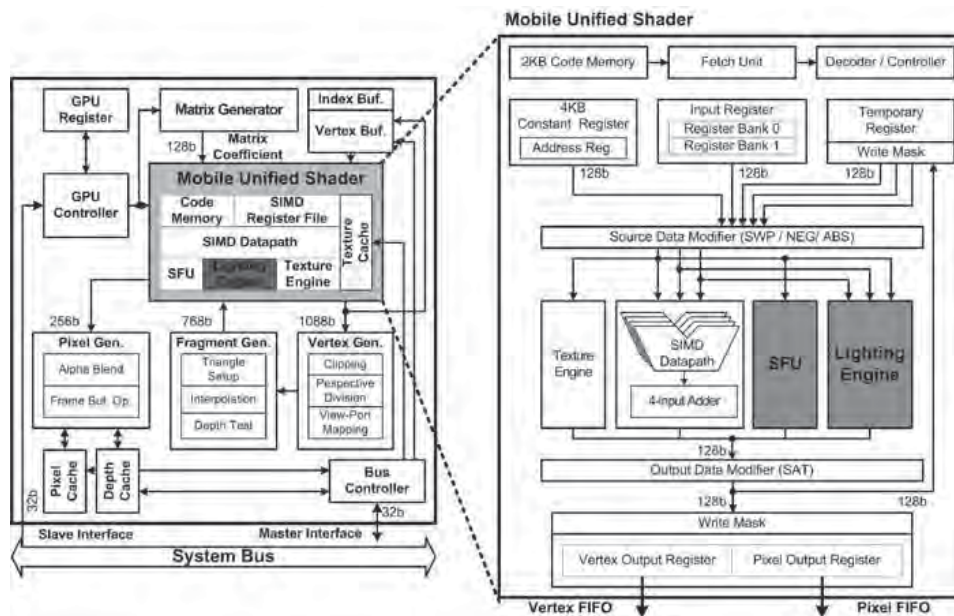 Mobile Unified Shader
2KB Code Memory
Fetch Unit
Decoder / Controller
4KB
Constant Register
Address Reg.
Input Register
Register Bank 0
Register Bank 1
Temporary
Register
Write Mask
128b
128b
128b
Source Data Modifier (SWP / NEG/ ABS)
Texture
Engine
SIMD
Datapath
4-input Adder
SFU
Lighting
Engine
128b
Output Data Modifier (SAT)
128b
128b
Write Mask
Vertex Output Register
Pixel Output Register
Vertex FIFO
Pixel FIFO
GPU
Register
Matrix Generator
Index Buf.
Vertex Buf.
128b
Matrix
Coefficient
GPU
Controller
Mobile Unified Shader
Code
Memory
SIMD
Register File
SIMD Datapath
SFU
Lighting
Texture
Engine
Texture
Cache
256b
768b
1088b
Pixel Gen.
Alpha Blend
Frame Buf. Op.
Fragment Gen.
Triangle
Setup
Interpolation
Depth Test
Vertex Gen.
Clipping
Perspective
Division
View-Port
Mapping
Pixel
Cache
Depth
Cache
Bus
Controller
32b
32b
Slave Interface
Master Interface
System Bus